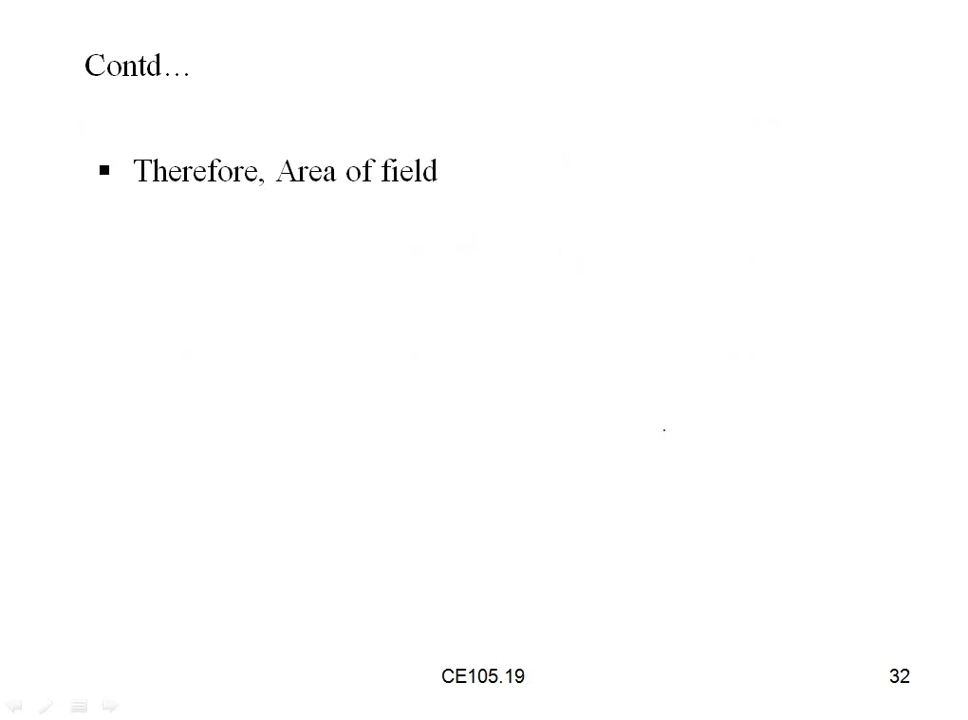 Contd…
▪ Therefore, Area of field
CE105.19
32